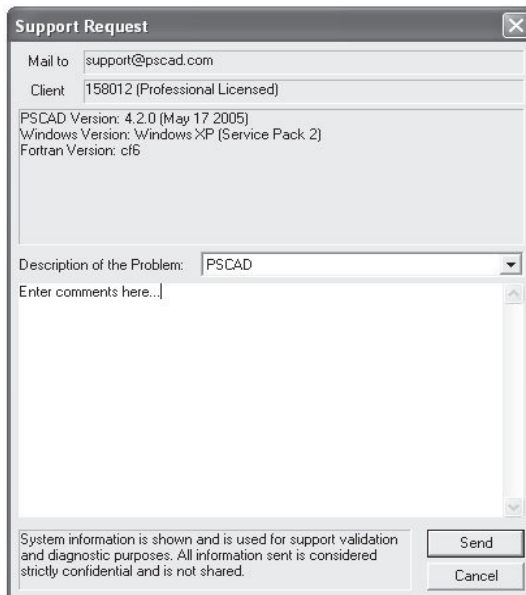 Support Request
Mail to support@pscad.com
Client 158012 (Professional Licensed)
PSCAD Version: 4.2.0 (May 17 2005)
Windows Version: Windows XP (Service Pack 2)
Fortran Version: cf6
Description of the Problem: PSCAD
Enter comments here...
System information is shown and is used for support validation
and diagnostic purposes. All information sent is considered
strictly confidential and is not shared.
Send
Cancel